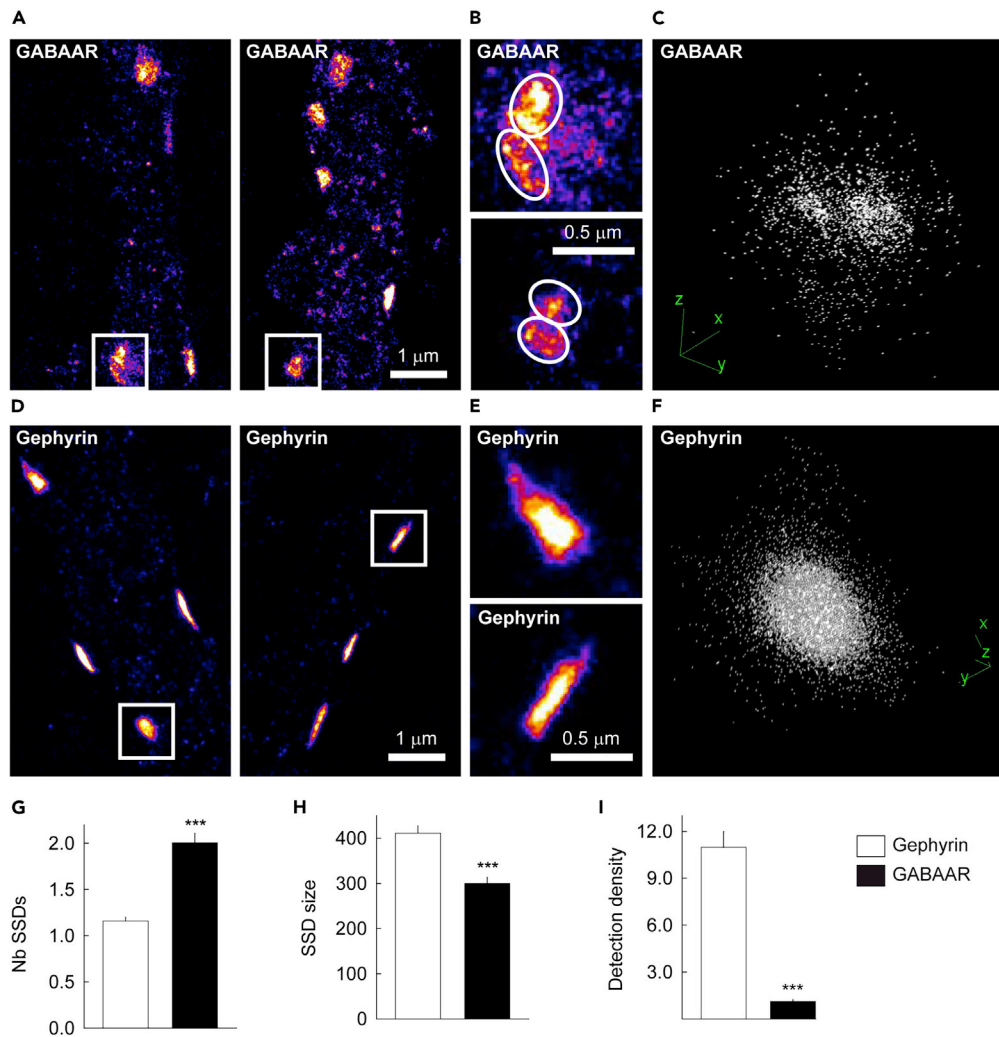 A
B
C
GABAAR
GABAAR
GABAAR
GABAAR
0.5 μm
1 μm
z
x
y
D
E
F
Gephyrin
Gephyrin
Gephyrin
Gephyrin
Gephyrin
1 μm
0.5 μm
x
z
y
G
H
I
Nb SSDs
2.0
1.5
1.0
0.5
0.0
***
SSD size
400
300
200
100
0
***
Detection density
12.0
9.0
6.0
3.0
***
Gephyrin
GABAAR